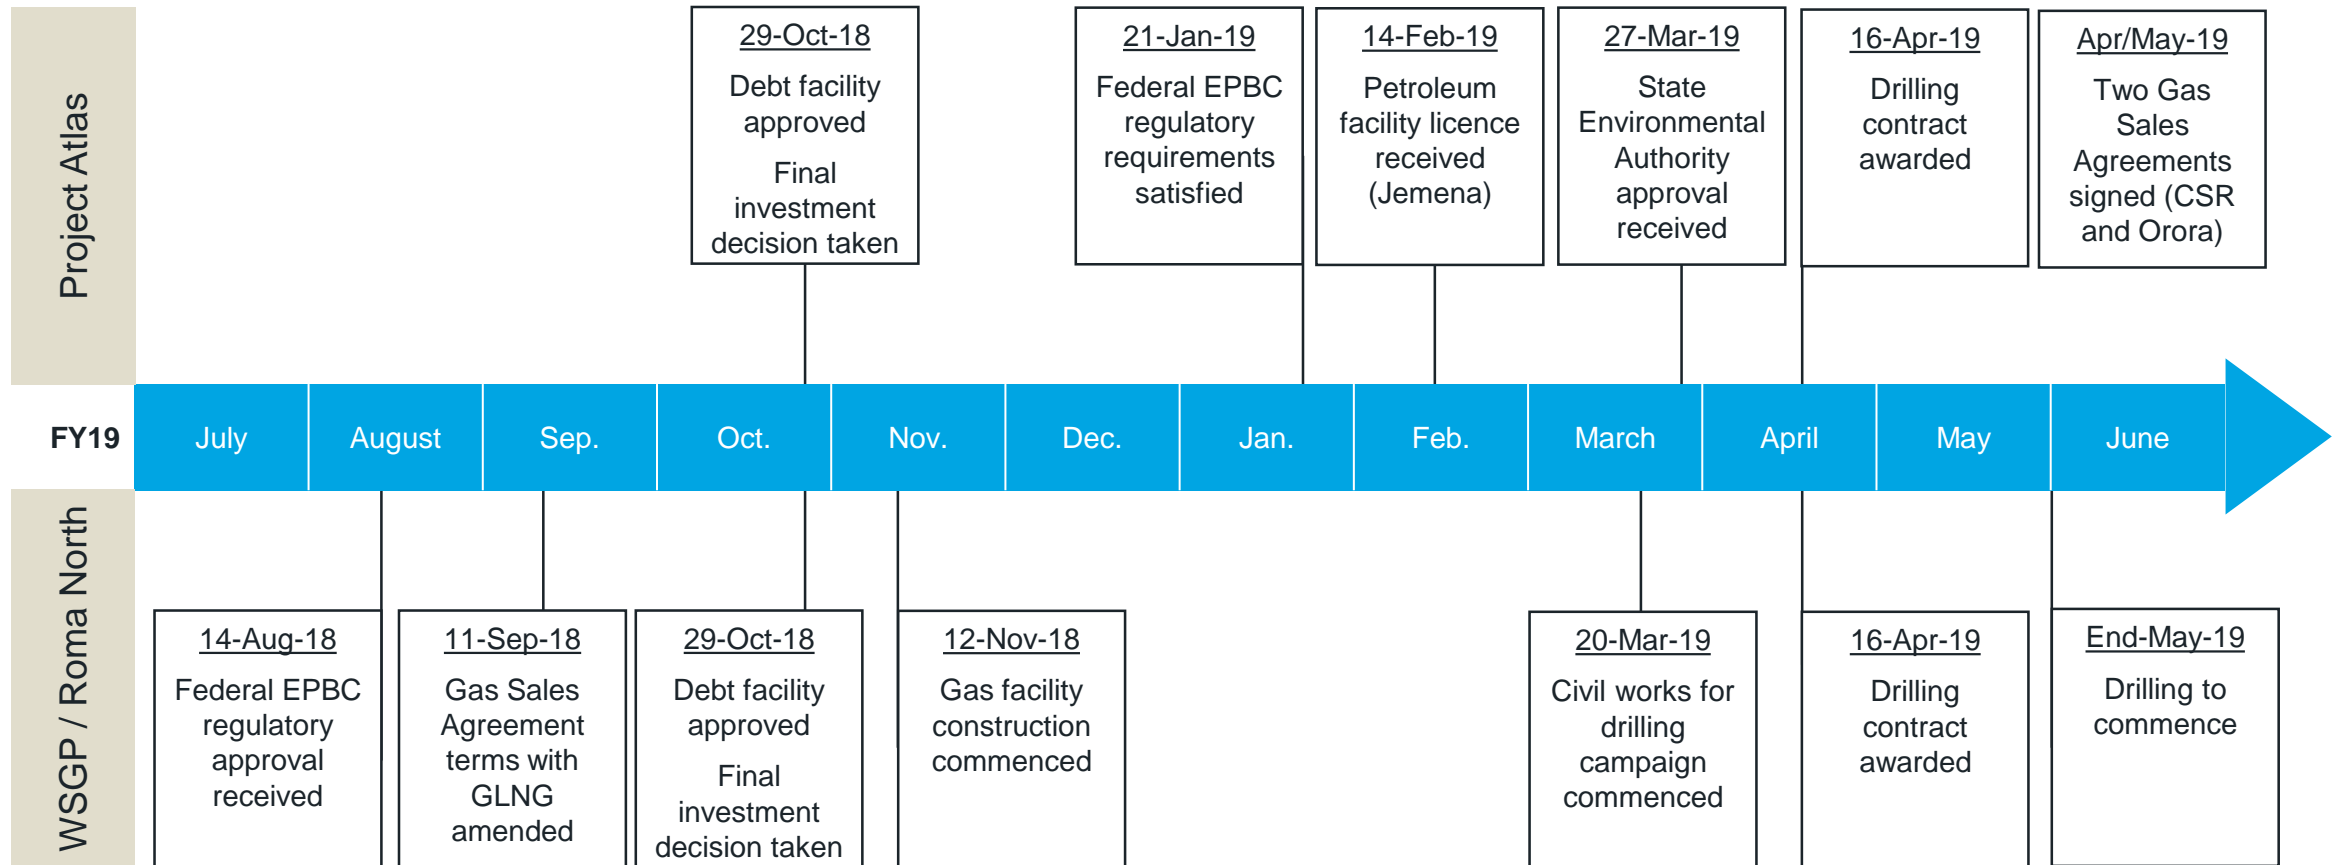 Project Atlas
29-Oct-18
Debt facility
approved
Final
investment
decision taken
21-Jan-19
Federal EPBC
regulatory
requirements
satisfied
14-Feb-19
Petroleum
facility licence
received
(Jemena)
27-Mar-19
State
Environmental
Authority
approval
received
16-Apr-19
Drilling
contract
awarded
Apr/May-19
Two Gas
Sales
Agreements
signed (CSR
and Orora)
FY19
July
August
Sep.
Oct.
Nov.
Dec.
Jan.
Feb.
March
April
May
June
WSGP / Roma North
14-Aug-18
Federal EPBC
regulatory
approval
received
11-Sep-18
Gas Sales
Agreement
terms with
GLNG
amended
29-Oct-18
Debt facility
approved
Final
investment
decision taken
12-Nov-18
Gas facility
construction
commenced
20-Mar-19
Civil works for
drilling
campaign
commenced
16-Apr-19
Drilling
contract
awarded
End-May-19
Drilling to
commence